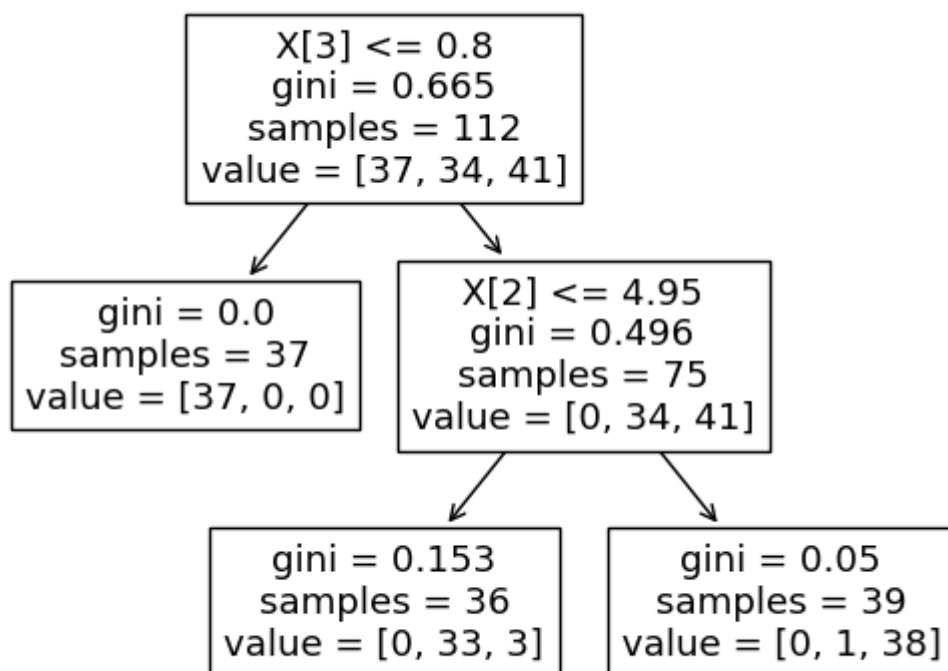 X[3] <= 0.8
gini = 0.665
samples = 112
value = [37, 34, 41]
gini = 0.0
samples = 37
value = [37, 0, 0]
X[2] <= 4.95
gini = 0.496
samples = 75
value = [0, 34, 41]
gini = 0.153
samples = 36
value = [0, 33, 3]
gini = 0.05
samples = 39
value = [0, 1, 38]